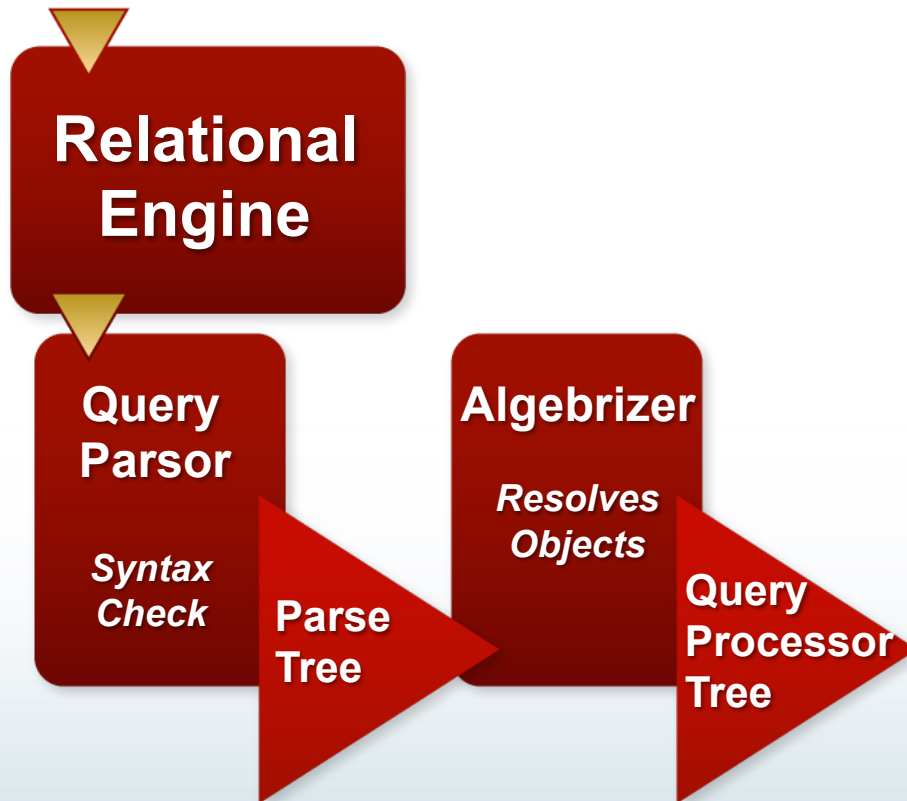 Relational
Engine
Query
Parsor
Syntax
Check
Parse
Tree
Algebrizer
Resolves
Objects
Query
Processor
Tree